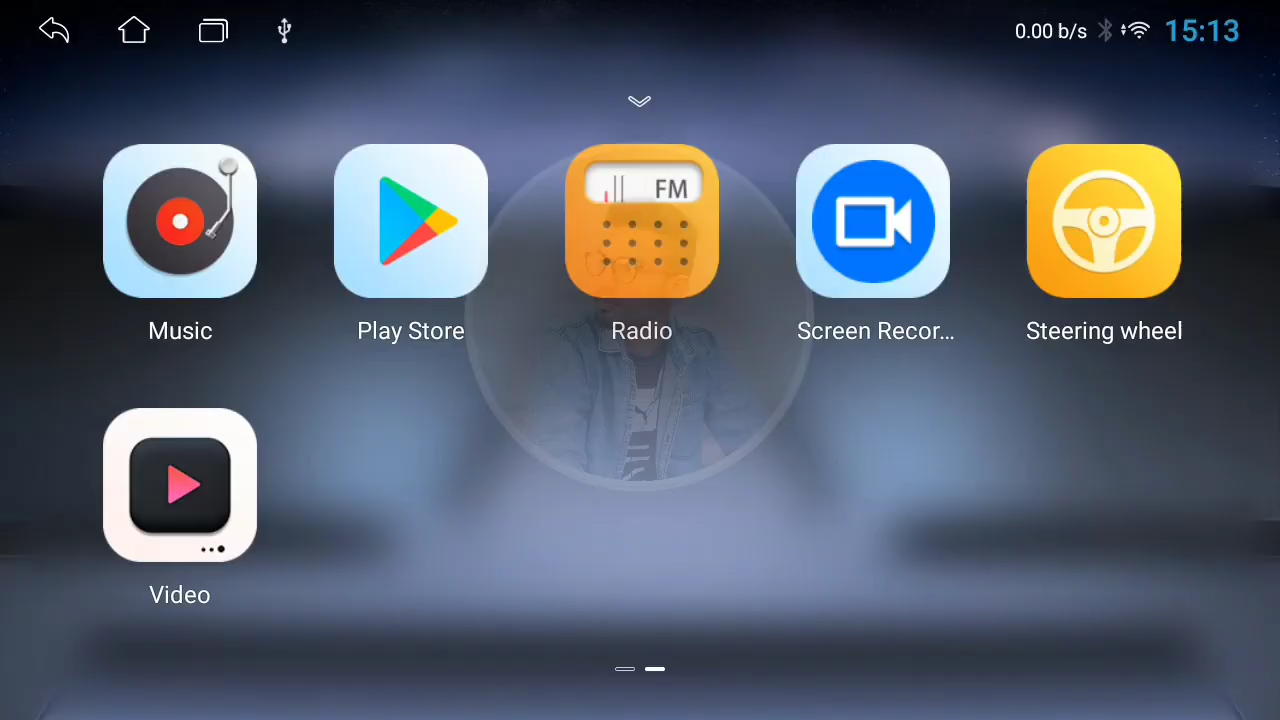 0.00 b/s
15:13
FM
Music
Play Store
Radio
Screen Recor...
Steering wheel
Video